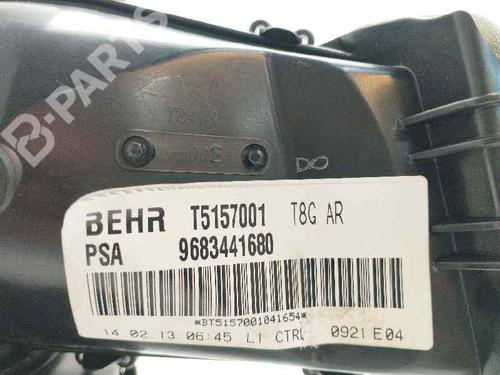 B-PARTS
BEHR T5157001 T8G AR
PSA 9683441680
*BT5157001041654*
14.02.13 06:45 L1 CTRL 0921 E04